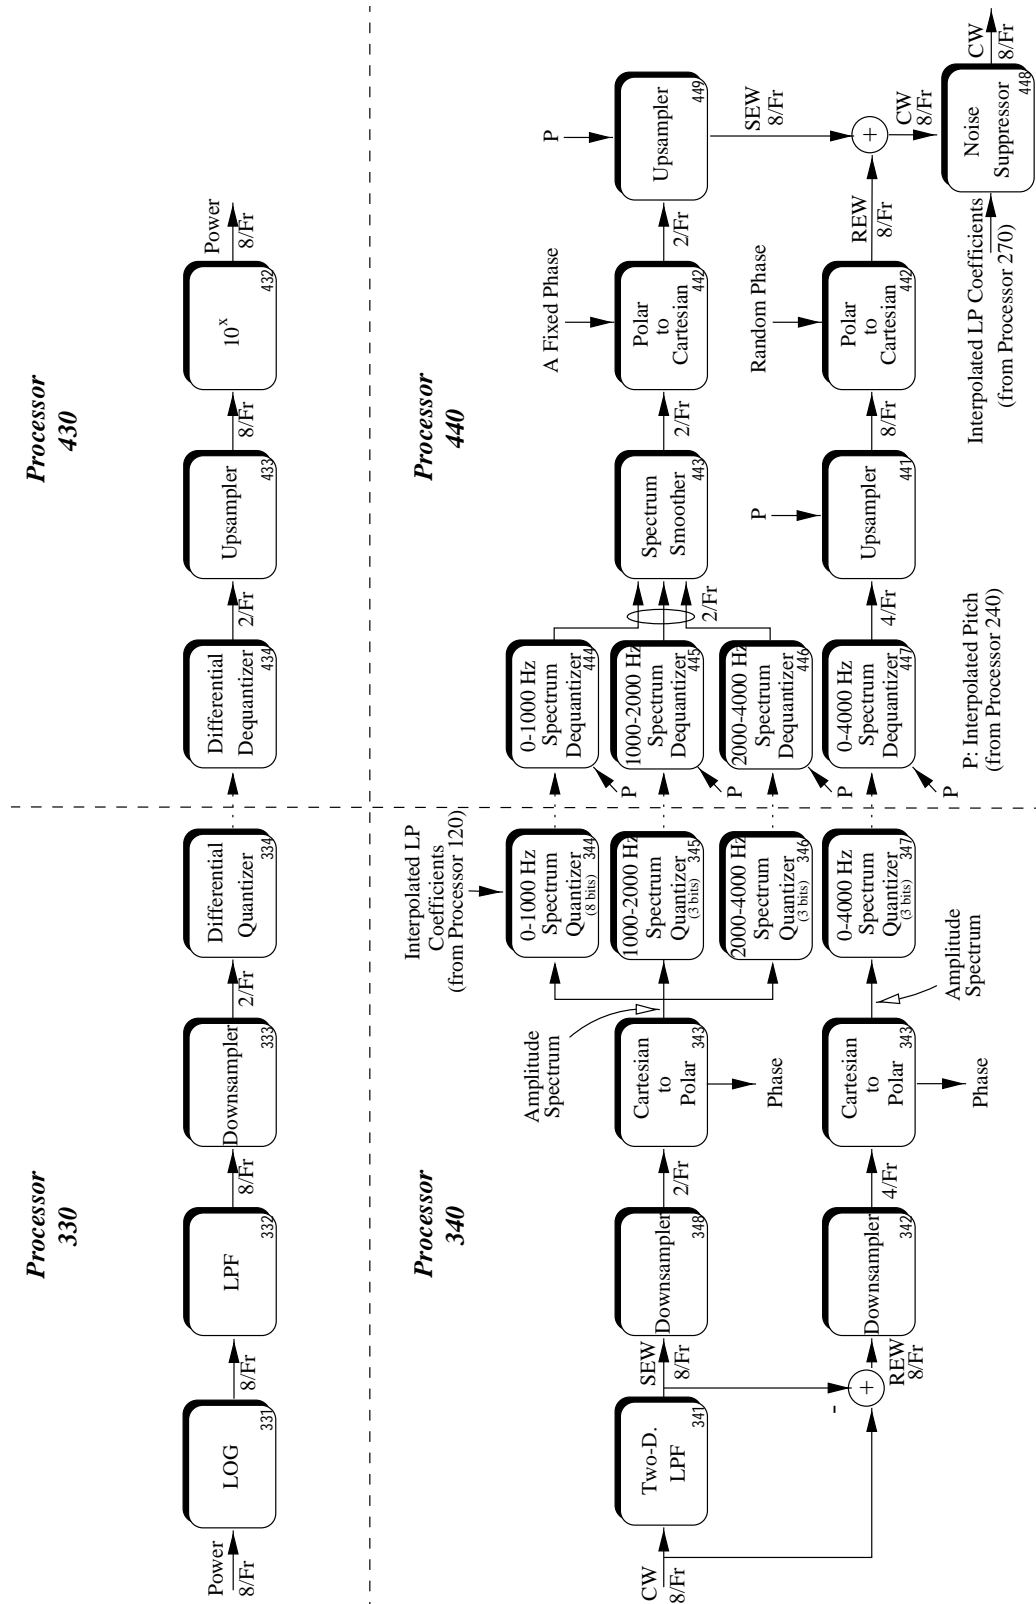 Processor
330
Power
8/Fr
LOG
331
8/Fr
LPF
332
8/Fr
Downsampler
333
2/Fr
Differential
Quantizer
334
Processor
430
Differential
Dequantizer
434
2/Fr
Upsampler
433
8/Fr
10^x
432
Power
8/Fr
Processor
340
CW
8/Fr
Two-D.
LPF
341
SEW
8/Fr
-
+
REW
8/Fr
Downsampler
348
2/Fr
Downsampler
342
4/Fr
Cartesian
to
Polar
343
Phase
Amplitude
Spectrum
Cartesian
to
Polar
343
Phase
Amplitude
Spectrum
Interpolated LP
Coefficients
(from Processor 120)
0-1000 Hz
Spectrum
Quantizer
(8 bits)
344
1000-2000 Hz
Spectrum
Quantizer
(3 bits)
345
2000-4000 Hz
Spectrum
Quantizer
(3 bits)
346
0-4000 Hz
Spectrum
Quantizer
(3 bits)
347
Processor
440
P
0-1000 Hz
Spectrum
Dequantizer
444
P
1000-2000 Hz
Spectrum
Dequantizer
445
P
2000-4000 Hz
Spectrum
Dequantizer
446
P
0-4000 Hz
Spectrum
Dequantizer
447
2/Fr
4/Fr
Spectrum
Smoother
443
2/Fr
P
Upsampler
441
8/Fr
A Fixed Phase
Polar
to
Cartesian
442
2/Fr
Random Phase
Polar
to
Cartesian
442
REW
8/Fr
P
Upsampler
449
SEW
8/Fr
+
CW
8/Fr
Interpolated LP Coefficients
(from Processor 270)
Noise
Suppressor
448
CW
8/Fr
P: Interpolated Pitch
(from Processor 240)